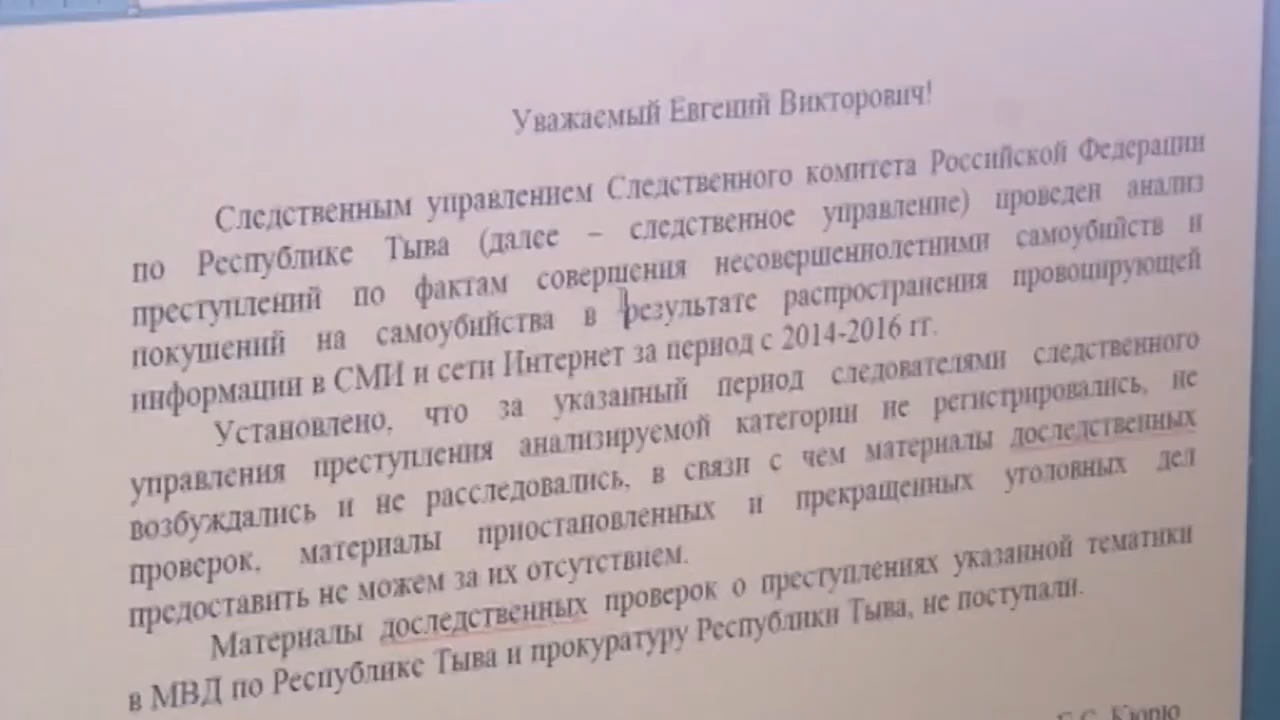 Уважаемый Евгений Викторович!
Следственным управлением Следственного комитета Российской Федерации
по Республике Тыва (далее – следственное управление) проведен анализ
преступлений по фактам совершения несовершеннолетними самоубийств и
покушений на самоубийства в результате распространения провоцирующей
информации в СМИ и сети Интернет за период с 2014-2016 гг.
Установлено, что за указанный период следователями следственного
управления преступления анализируемой категории не регистрировались, не
возбуждались и не расследовались, в связи с чем материалы доследственных
проверок, материалы приостановленных и прекращенных уголовных дел
предоставить не можем за их отсутствием.
Материалы доследственных проверок о преступлениях указанной тематики
в МВД по Республике Тыва и прокуратуру Республики Тыва, не поступали.